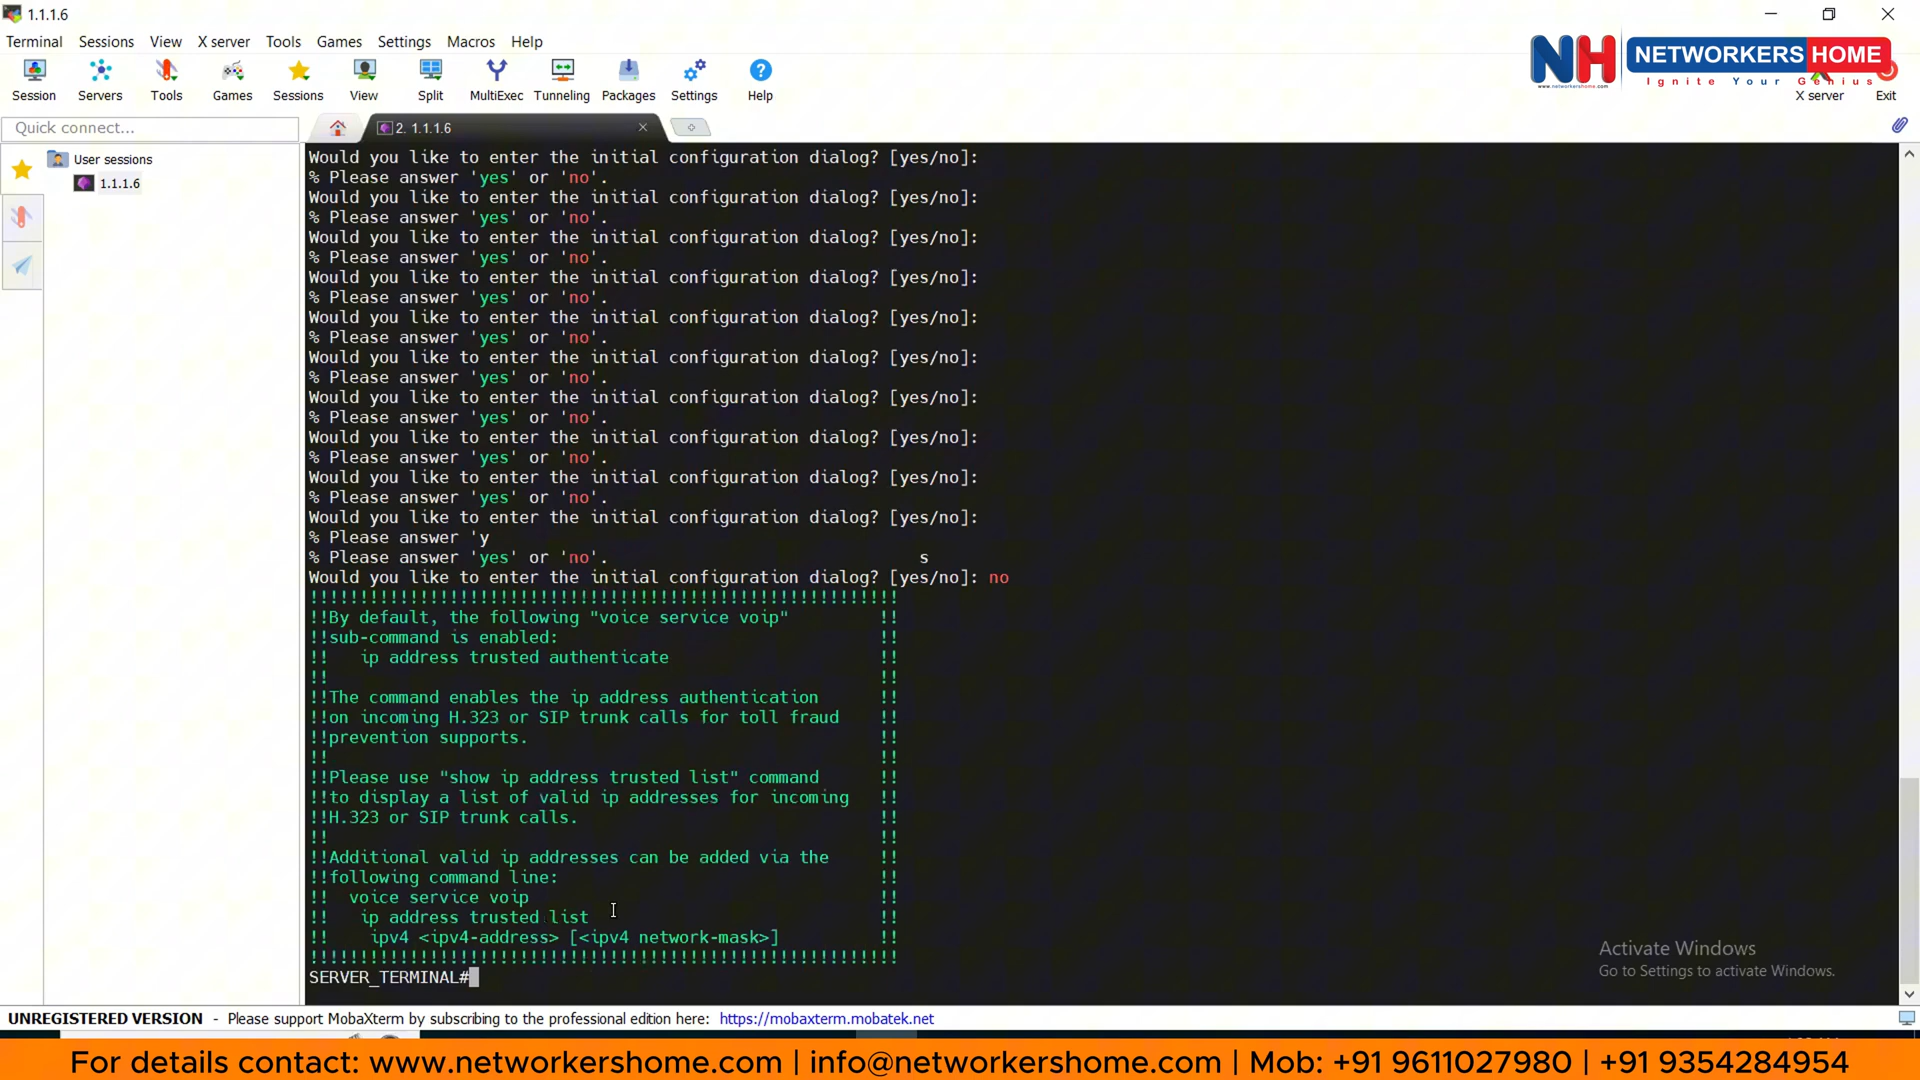 1.1.1.6
Terminal Sessions View X server Tools Games Settings Macros Help
NH NETWORKERS HOME
Ignite Your Genius
www.networkershome.com
Session Servers Tools Games Sessions View Split MultiExec Tunneling Packages Settings Help X server Exit
Quick connect... 2. 1.1.1.6
User sessions
1.1.1.6
Would you like to enter the initial configuration dialog? [yes/no]:
% Please answer 'yes' or 'no'.
Would you like to enter the initial configuration dialog? [yes/no]:
% Please answer 'yes' or 'no'.
Would you like to enter the initial configuration dialog? [yes/no]:
% Please answer 'yes' or 'no'.
Would you like to enter the initial configuration dialog? [yes/no]:
% Please answer 'yes' or 'no'.
Would you like to enter the initial configuration dialog? [yes/no]:
% Please answer 'yes' or 'no'.
Would you like to enter the initial configuration dialog? [yes/no]:
% Please answer 'yes' or 'no'.
Would you like to enter the initial configuration dialog? [yes/no]:
% Please answer 'yes' or 'no'.
Would you like to enter the initial configuration dialog? [yes/no]:
% Please answer 'yes' or 'no'.
Would you like to enter the initial configuration dialog? [yes/no]:
% Please answer 'yes' or 'no'.
Would you like to enter the initial configuration dialog? [yes/no]:
% Please answer 'y
% Please answer 'yes' or 'no'. s
Would you like to enter the initial configuration dialog? [yes/no]: no
!!!!!!!!!!!!!!!!!!!!!!!!!!!!!!!!!!!!!!!!!!!!!!!!!!!!!!!!!!!
!!By default, the following "voice service voip" !!
!!sub-command is enabled: !!
!! ip address trusted authenticate !!
!! !!
!!The command enables the ip address authentication !!
!!on incoming H.323 or SIP trunk calls for toll fraud !!
!!prevention supports. !!
!! !!
!!Please use "show ip address trusted list" command !!
!!to display a list of valid ip addresses for incoming !!
!!H.323 or SIP trunk calls. !!
!! !!
!!Additional valid ip addresses can be added via the !!
!!following command line: !!
!! voice service voip !!
!! ip address trusted list !!
!! ipv4 <ipv4-address> [<ipv4 network-mask>] !!
!!!!!!!!!!!!!!!!!!!!!!!!!!!!!!!!!!!!!!!!!!!!!!!!!!!!!!!!!!!
SERVER_TERMINAL#
Activate Windows
Go to Settings to activate Windows.
UNREGISTERED VERSION - Please support MobaXterm by subscribing to the professional edition here: https://mobaxterm.mobatek.net
For details contact: www.networkershome.com | info@networkershome.com | Mob: +91 9611027980 | +91 9354284954